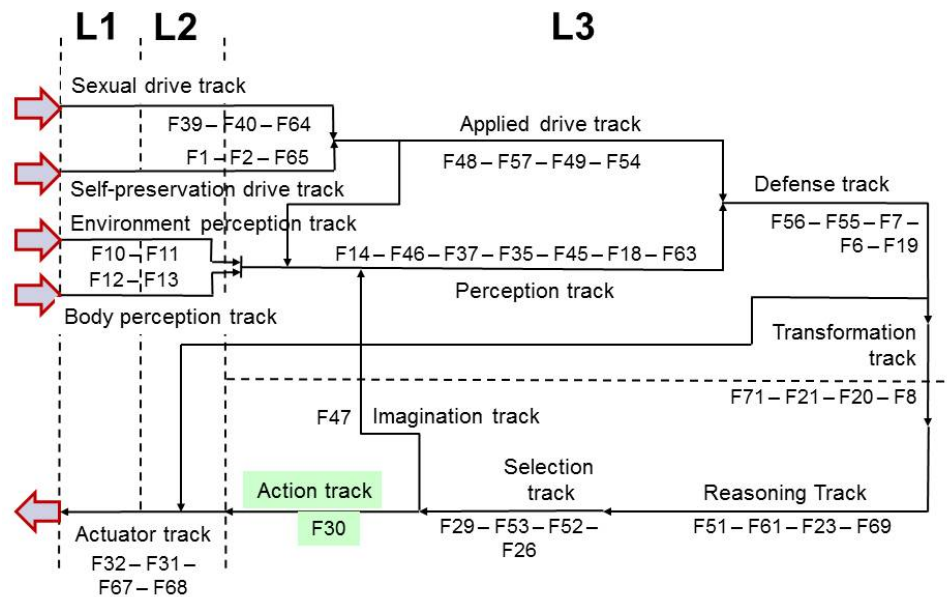 L1
L2
L3
Sexual drive track
F39 – F40 – F64
F1 – F2 – F65
Self-preservation drive track
Applied drive track
F48 – F57 – F49 – F54
Defense track
F56 – F55 – F7 –
F6 – F19
Environment perception track
F10 – F11
F12 – F13
Body perception track
F14 – F46 – F37 – F35 – F45 – F18 – F63
Perception track
Transformation
track
F71 – F21 – F20 – F8
F47
Imagination track
Action track
F30
Selection
track
F29 – F53 – F52 –
F26
Reasoning Track
F51 – F61 – F23 – F69
Actuator track
F32 – F31 –
F67 – F68